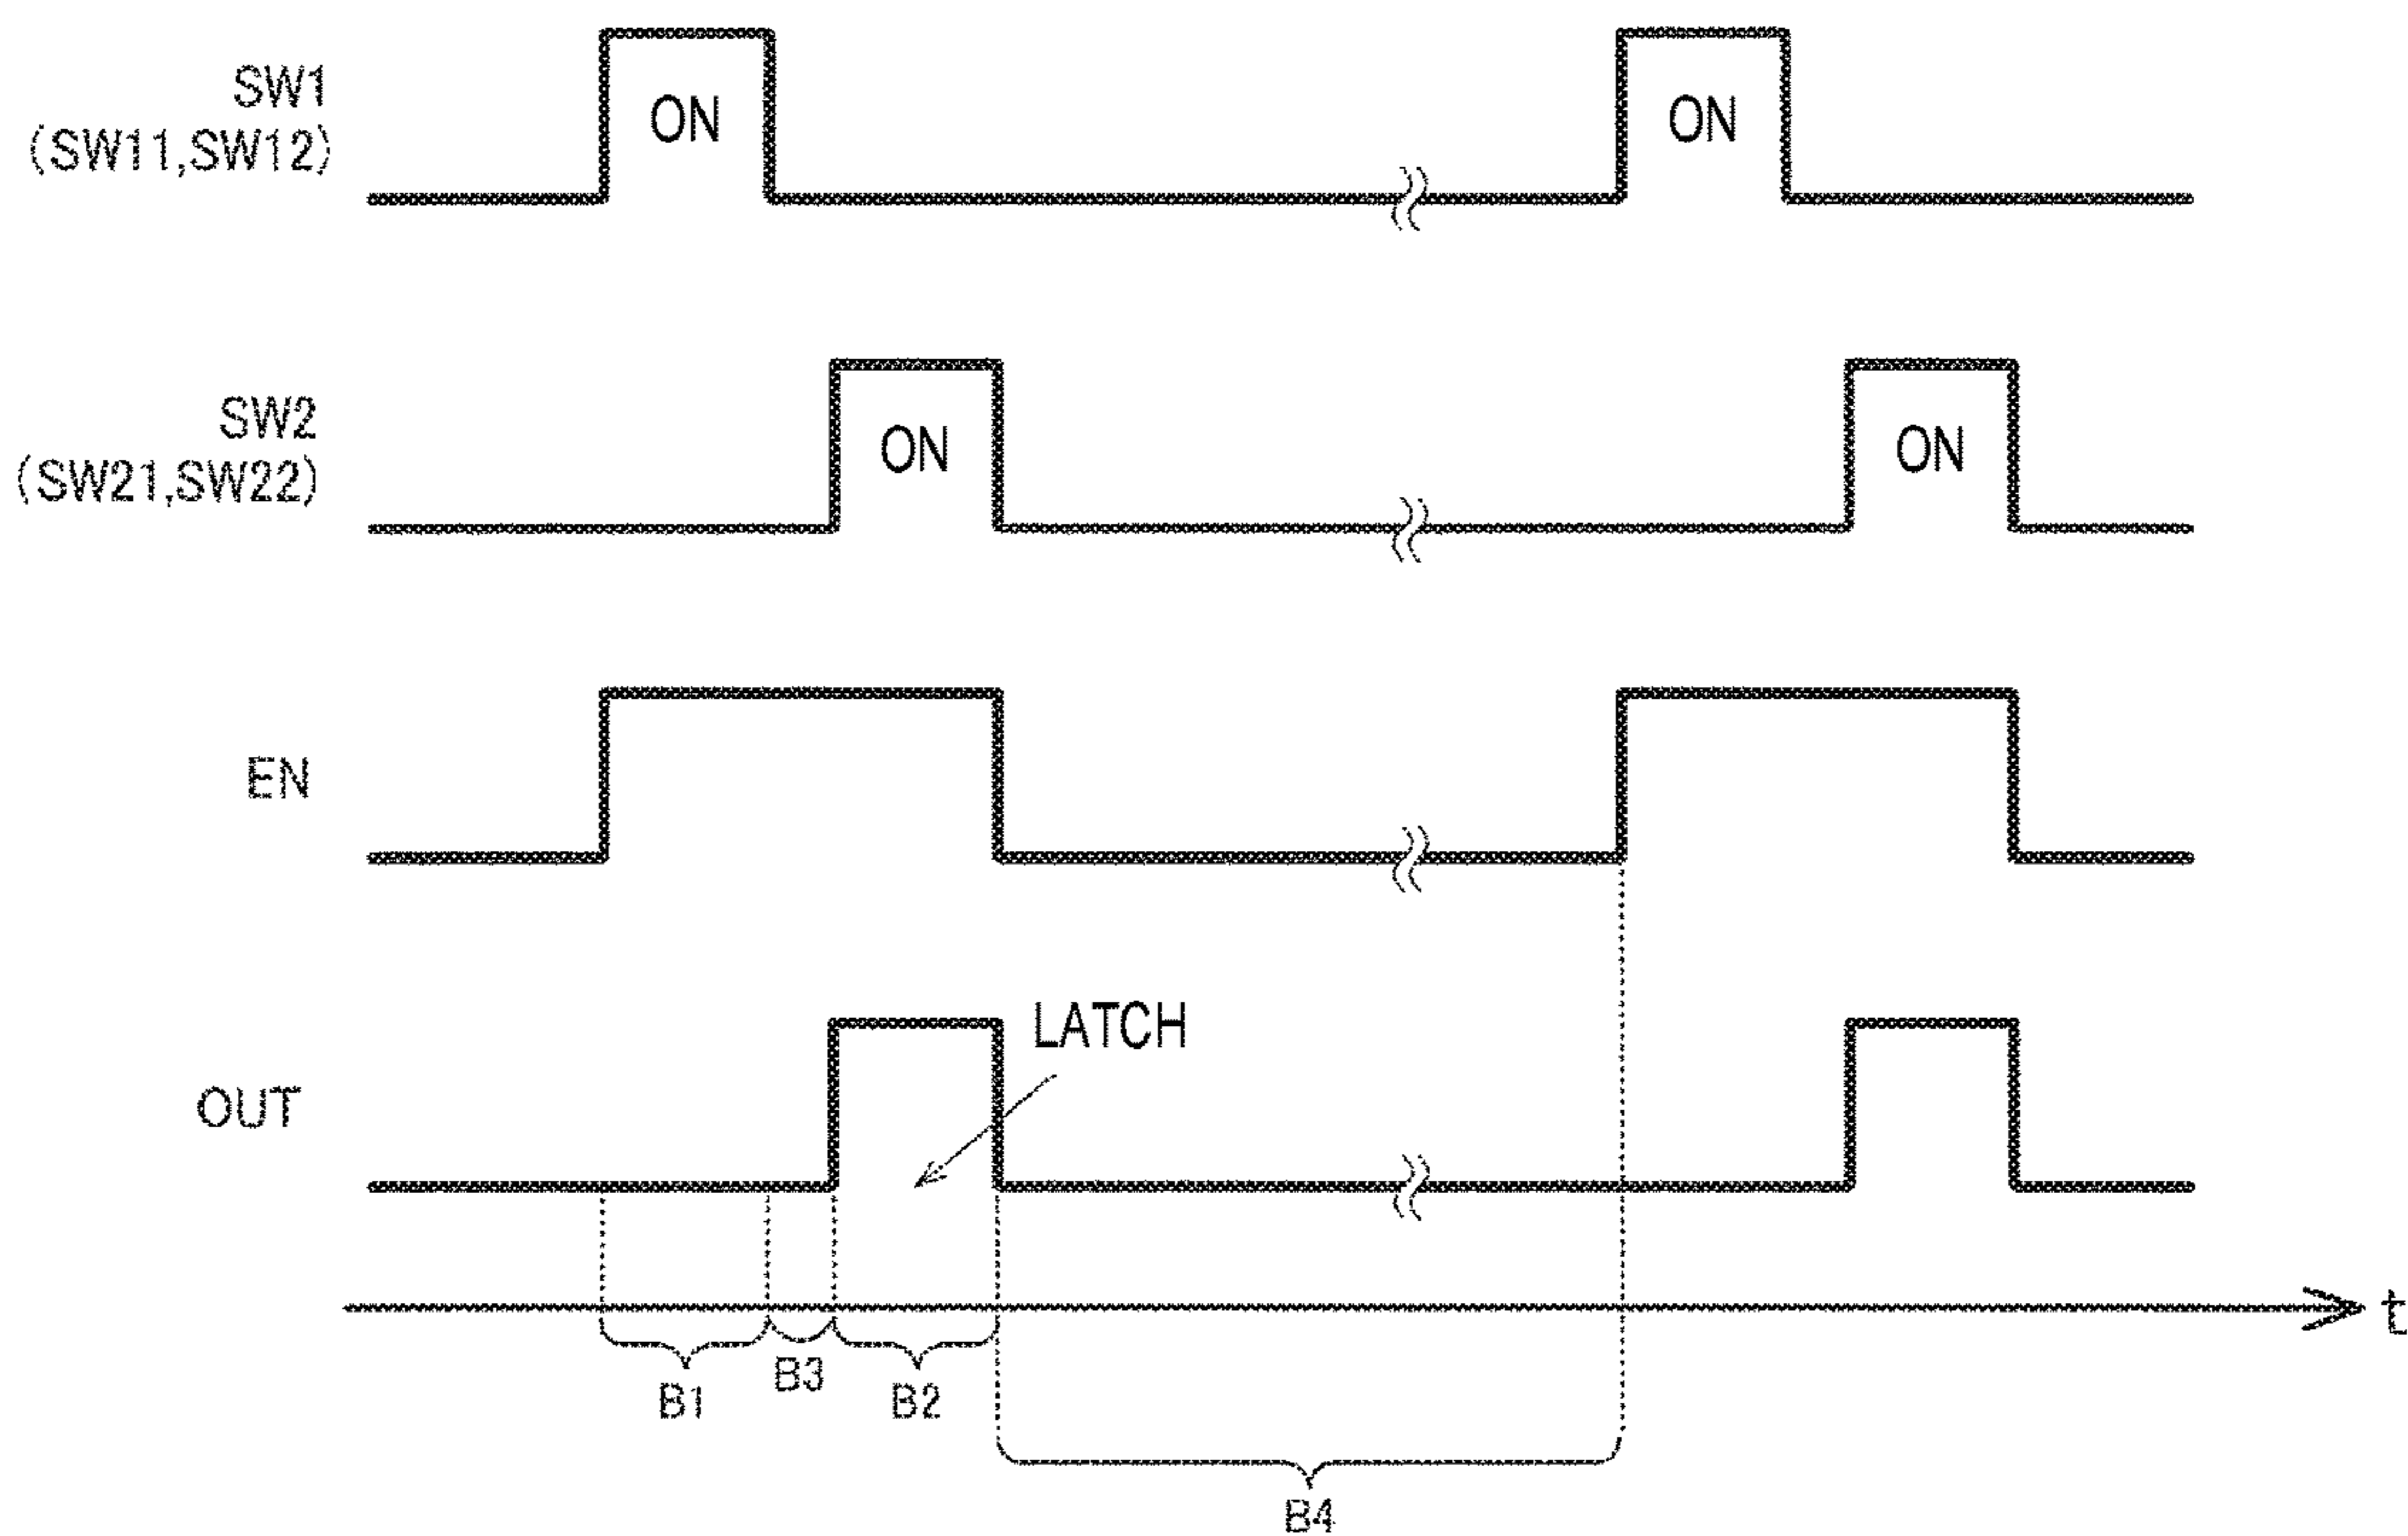 SW1
(SW11,SW12)
ON
ON
SW2
(SW21,SW22)
ON
ON
EN
LATCH
OUT
t
B1
B3
B2
B4